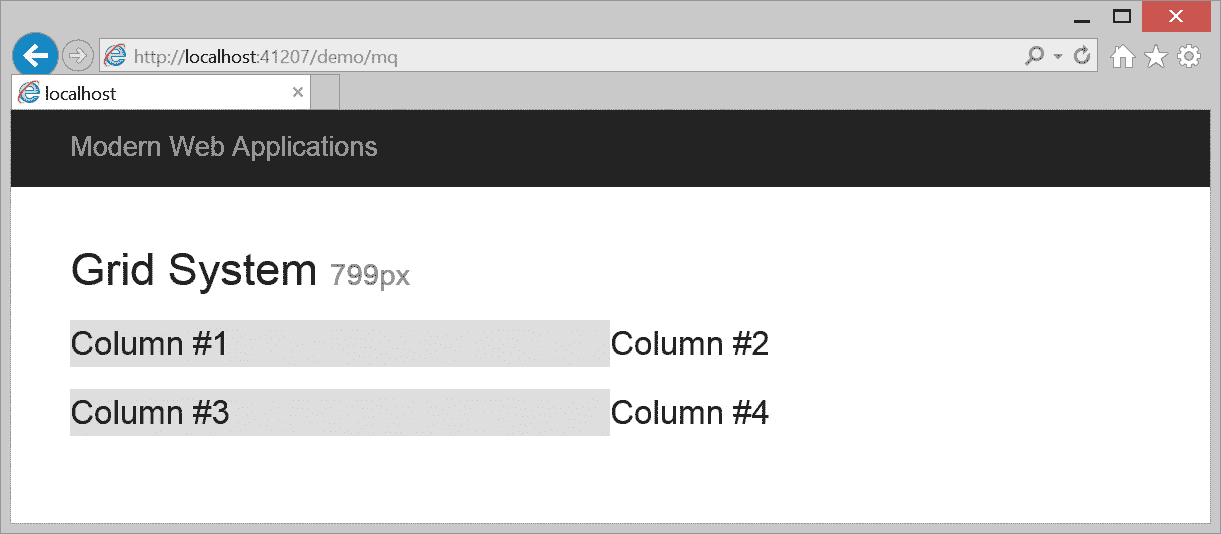 http://localhost:41207/demo/mq
localhost
Modern Web Applications
Grid System 799px
Column #1 Column #2
Column #3 Column #4